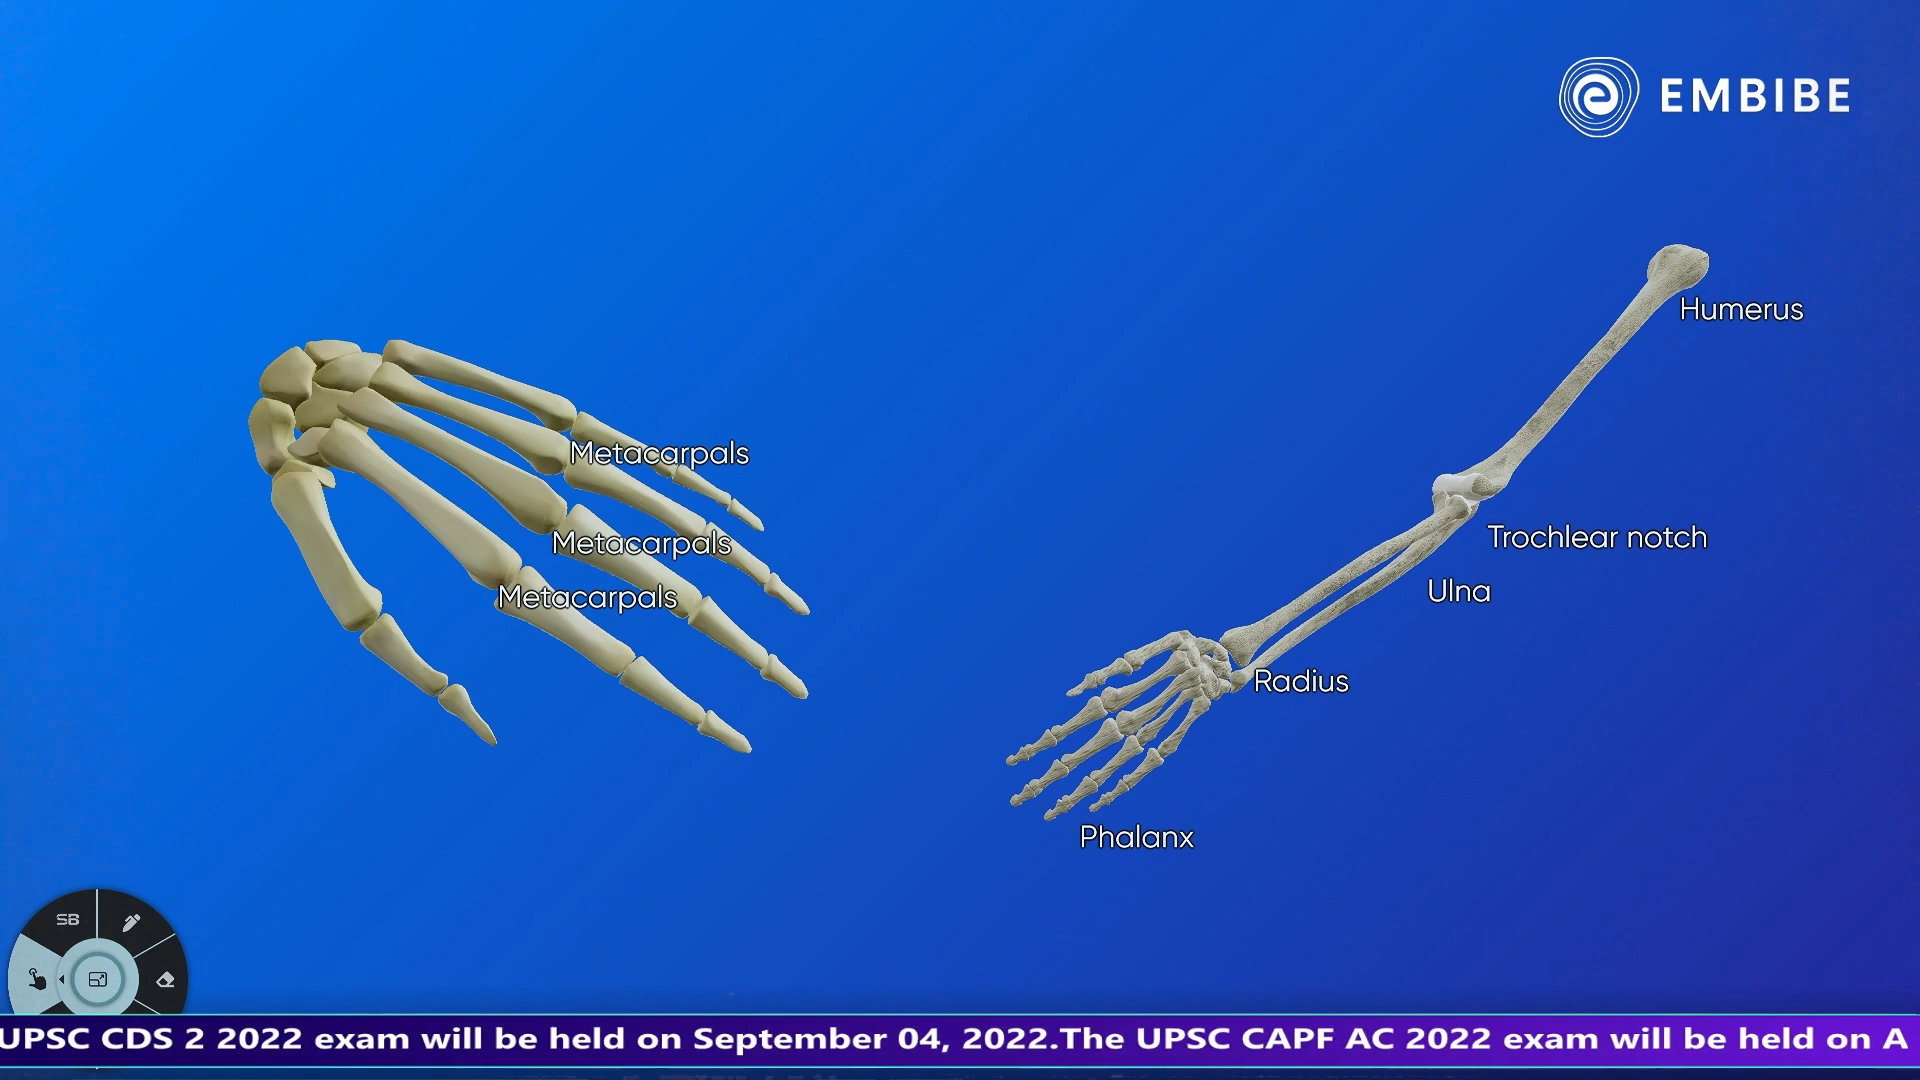 EMBIBE
Humerus
Metacarpals
Trochlear notch
Metacarpals
Ulna
Metacarpals
Radius
Phalanx
SB
UPSC CDS 2 2022 exam will be held on September 04, 2022.The UPSC CAPF AC 2022 exam will be held on A